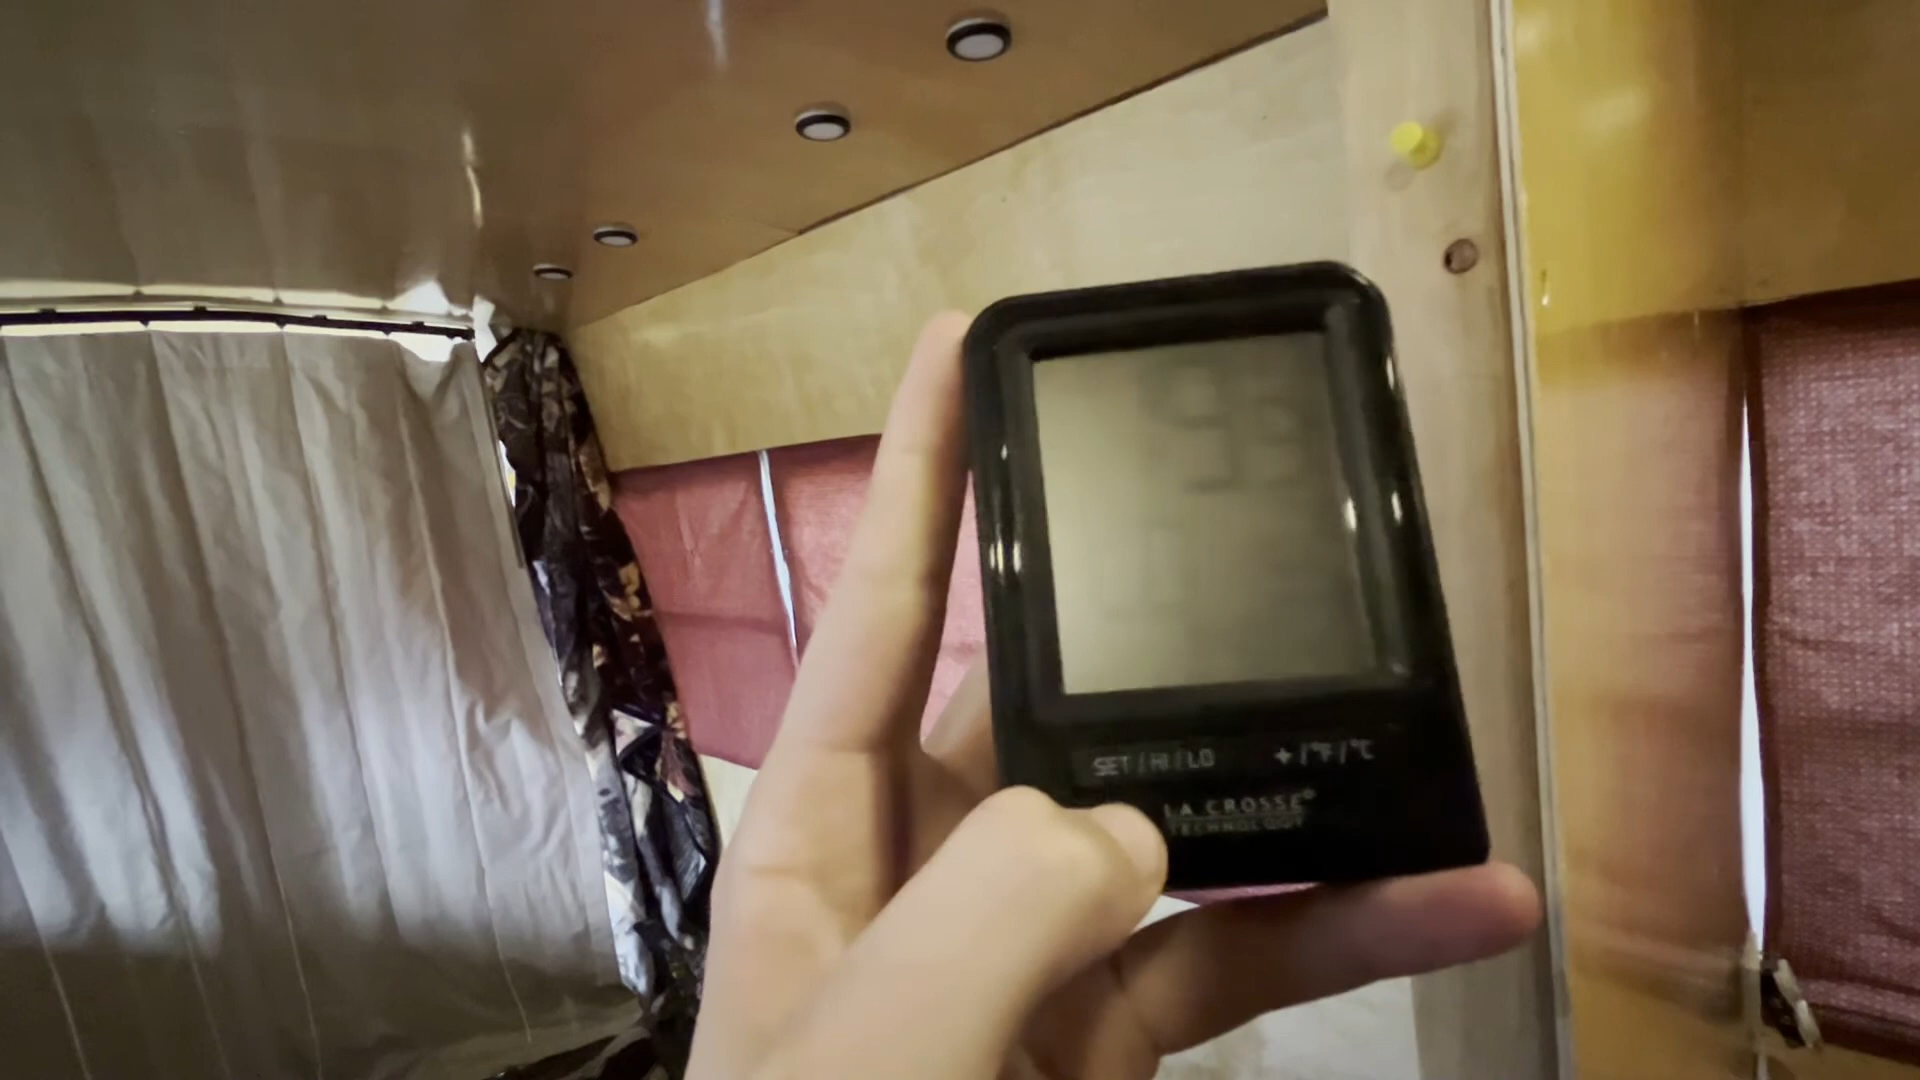 SET / HI / LO    + / °F / °C
LA CROSSE®
TECHNOLOGY